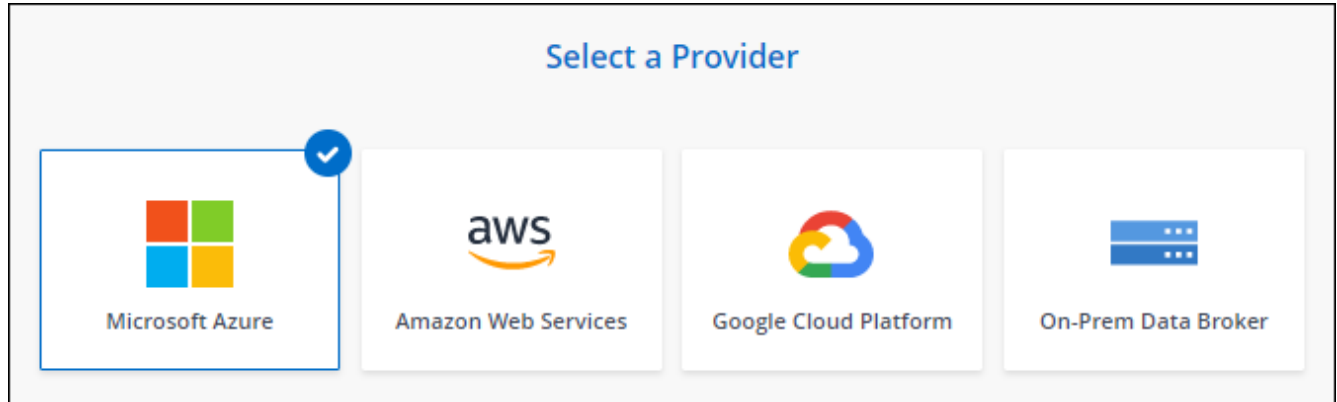 Select a Provider
aws
Microsoft Azure
Amazon Web Services
Google Cloud Platform
On-Prem Data Broker